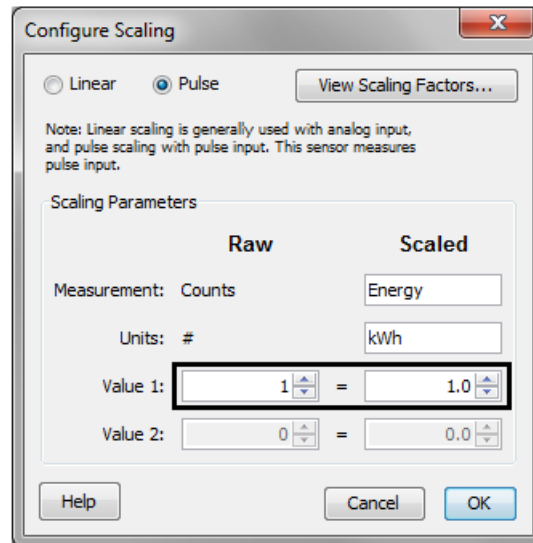 Configure Scaling
Linear Pulse View Scaling Factors...
Note: Linear scaling is generally used with analog input,
and pulse scaling with pulse input. This sensor measures
pulse input.
Scaling Parameters
Raw Scaled
Measurement: Counts Energy
Units: # kWh
Value 1: 1 = 1.0
Value 2: 0 = 0.0
Help Cancel OK